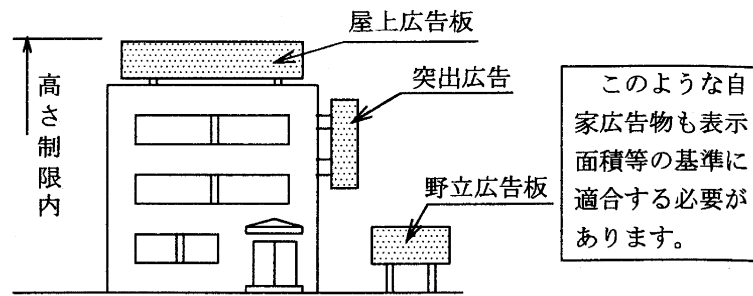 屋上広告板
突出広告
野立広告板
高さ制限内
このような自
家広告物も表示
面積等の基準に
適合する必要が
あります。